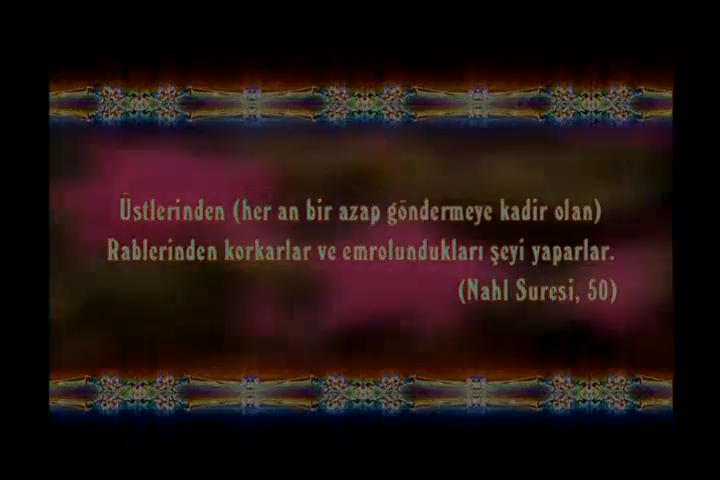 Üstlerinden (her an bir azap göndermeye kadir olan)
Rablerinden korkarlar ve emrolundukları şeyi yaparlar.
(Nahl Suresi, 50)